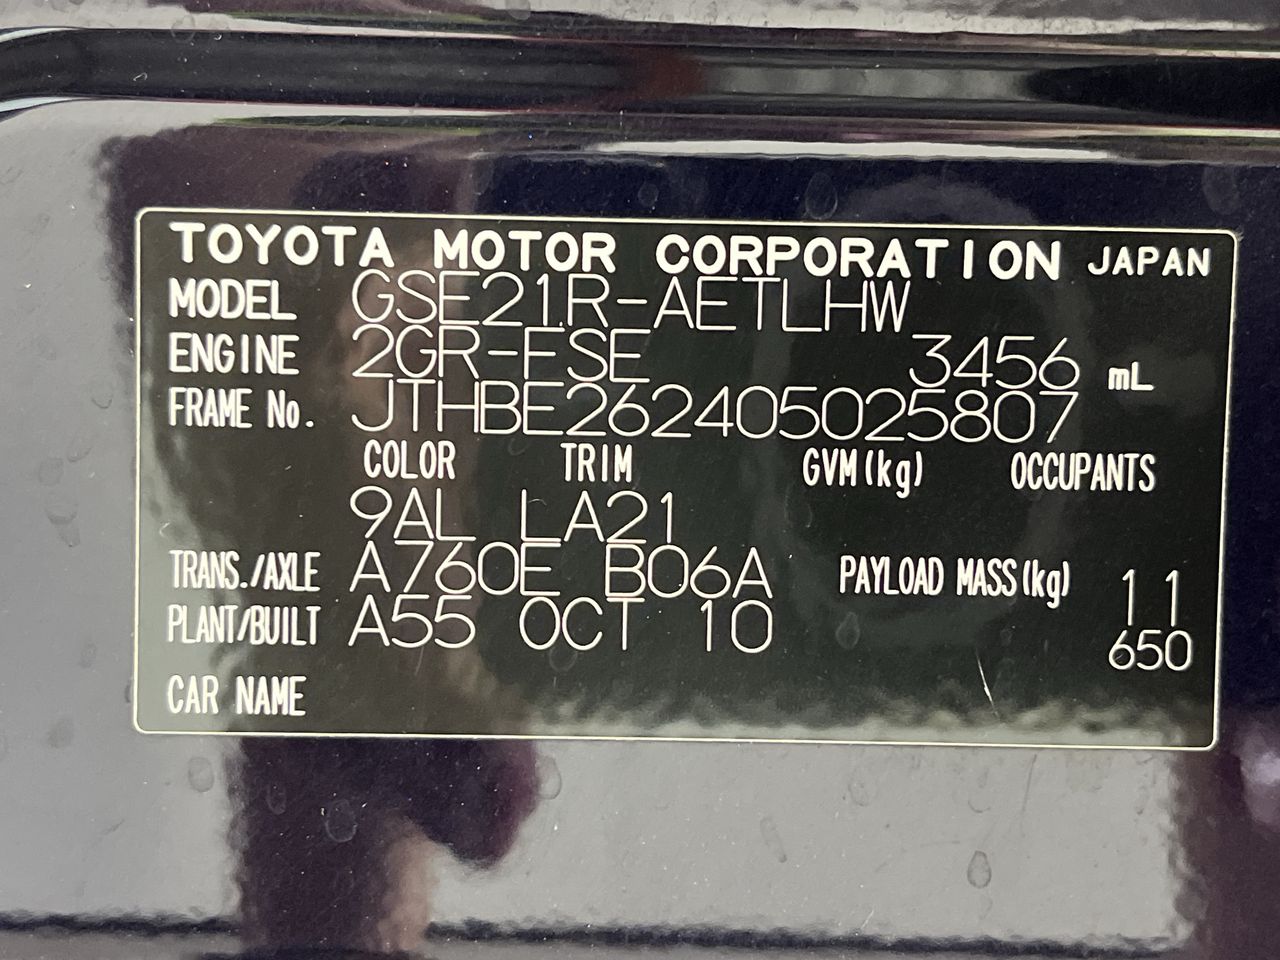 TOYOTA MOTOR CORPORATION JAPAN
MODEL GSE21R-AETLHW
ENGINE 2GR-FSE 3456 mL
FRAME No. JTHBE262405025807
COLOR TRIM GVM(kg) OCCUPANTS
9AL LA21
TRANS./AXLE A760E B06A PAYLOAD MASS(kg) 11
PLANT/BUILT A55 OCT 10 650
CAR NAME